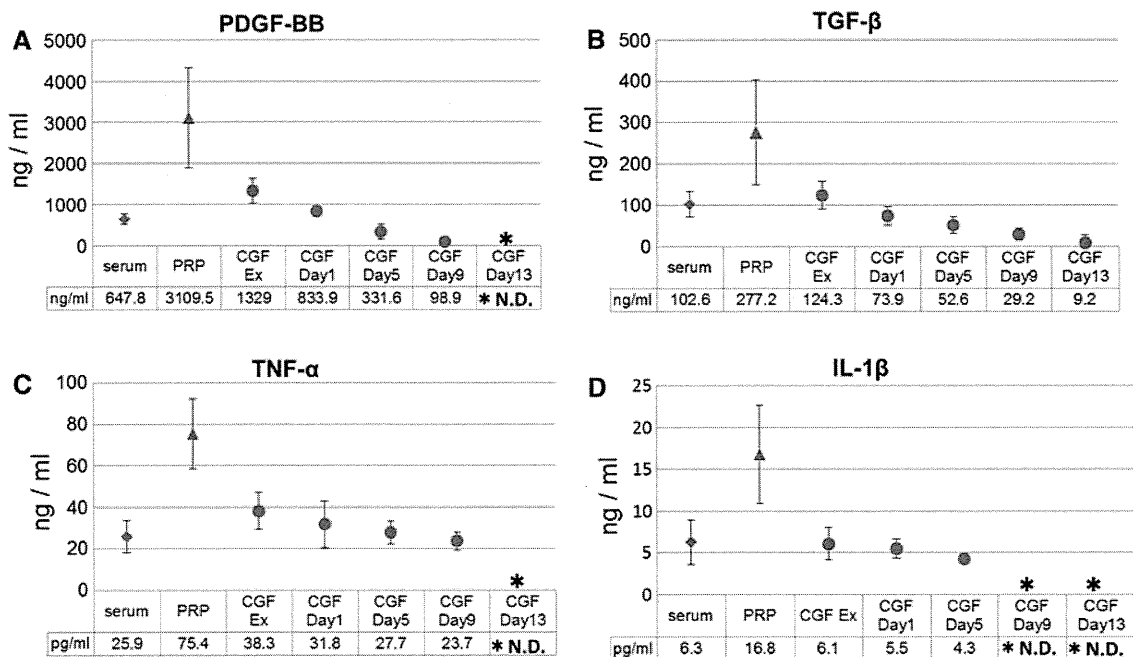 A
PDGF-BB
5000
4000
3000
2000
1000
0
ng / ml
serum PRP CGF Ex CGF Day1 CGF Day5 CGF Day9 CGF Day13
*
ng/ml 647.8 3109.5 1329 833.9 331.6 98.9 * N.D.
B
TGF-β
500
400
300
200
100
0
ng / ml
serum PRP CGF Ex CGF Day1 CGF Day5 CGF Day9 CGF Day13
ng/ml 102.6 277.2 124.3 73.9 52.6 29.2 9.2
C
TNF-α
100
80
60
40
20
0
ng / ml
*
serum PRP CGF Ex CGF Day1 CGF Day5 CGF Day9 CGF Day13
pg/ml 25.9 75.4 38.3 31.8 27.7 23.7 * N.D.
D
IL-1β
25
20
15
10
5
0
ng / ml
* *
serum PRP CGF Ex CGF Day1 CGF Day5 CGF Day9 CGF Day13
pg/ml 6.3 16.8 6.1 5.5 4.3 * N.D. * N.D.